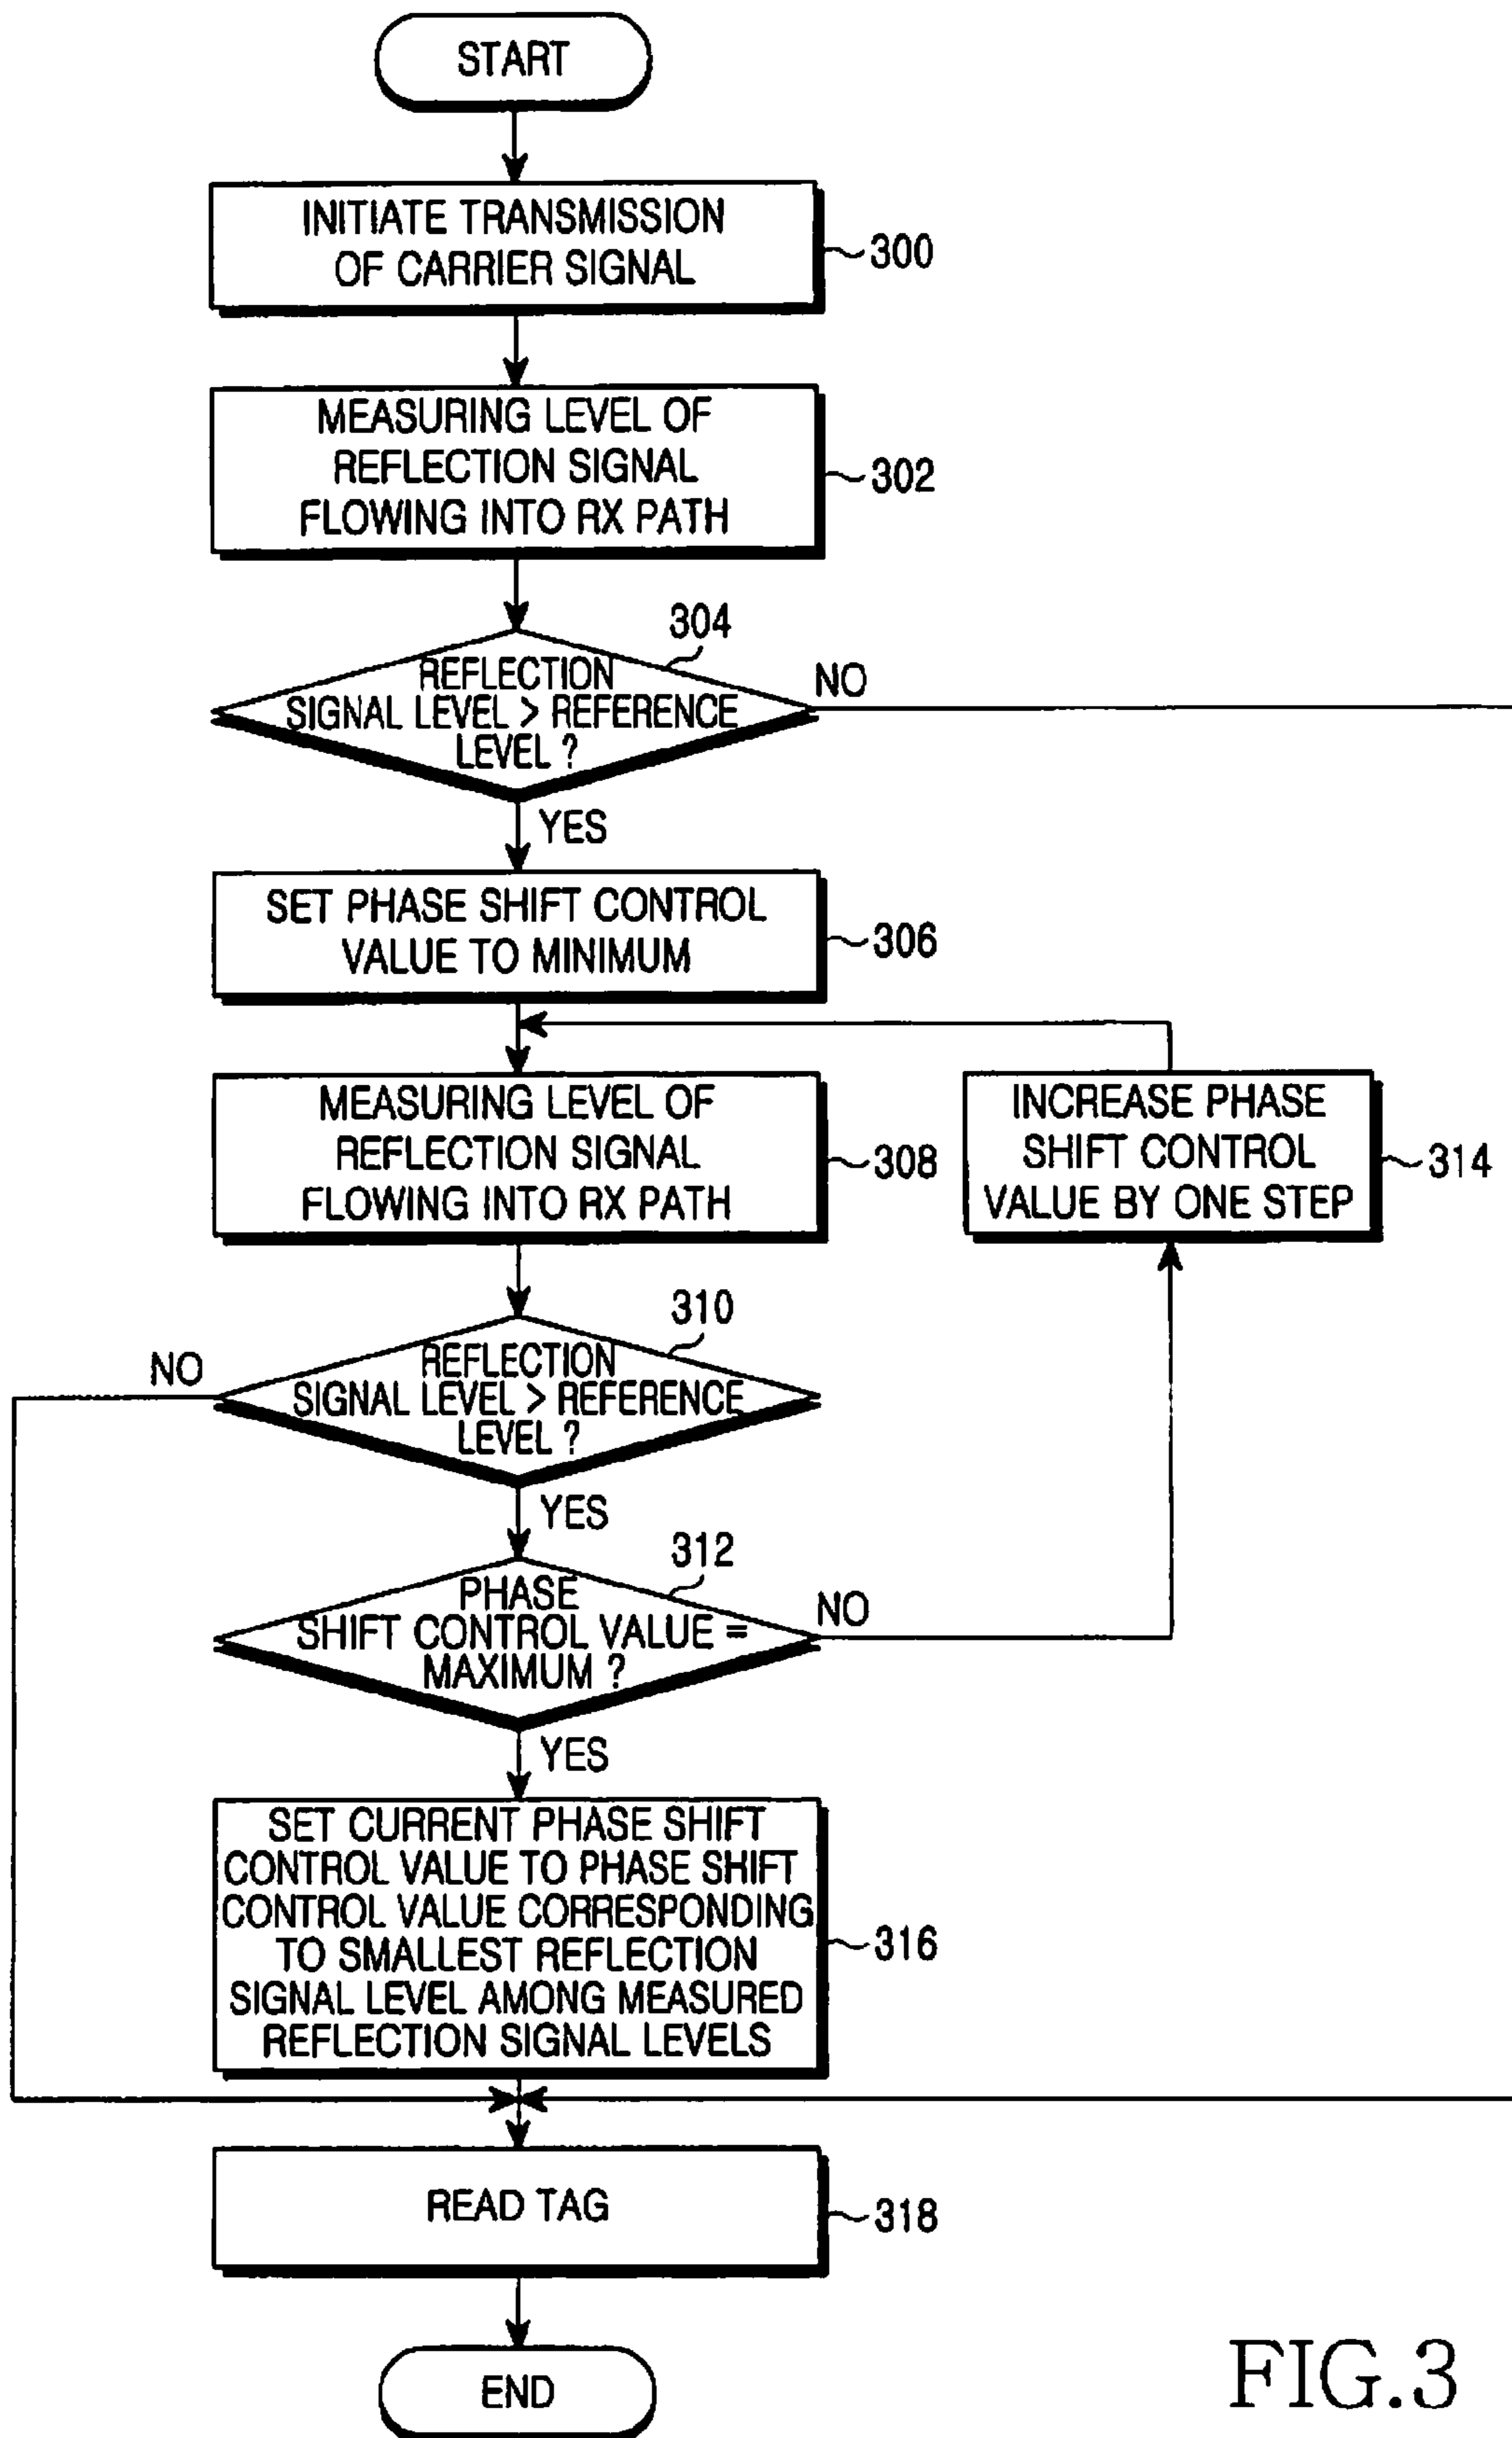 START
INITIATE TRANSMISSION
OF CARRIER SIGNAL
300
MEASURING LEVEL OF
REFLECTION SIGNAL
FLOWING INTO RX PATH
302
304
REFLECTION
SIGNAL LEVEL > REFERENCE
LEVEL ?
NO
YES
SET PHASE SHIFT CONTROL
VALUE TO MINIMUM
306
MEASURING LEVEL OF
REFLECTION SIGNAL
FLOWING INTO RX PATH
308
INCREASE PHASE
SHIFT CONTROL
VALUE BY ONE STEP
314
310
NO
REFLECTION
SIGNAL LEVEL > REFERENCE
LEVEL ?
YES
312
PHASE
SHIFT CONTROL VALUE =
MAXIMUM ?
NO
YES
SET CURRENT PHASE SHIFT
CONTROL VALUE TO PHASE SHIFT
CONTROL VALUE CORRESPONDING
TO SMALLEST REFLECTION
SIGNAL LEVEL AMONG MEASURED
REFLECTION SIGNAL LEVELS
316
READ TAG
318
END
FIG.3